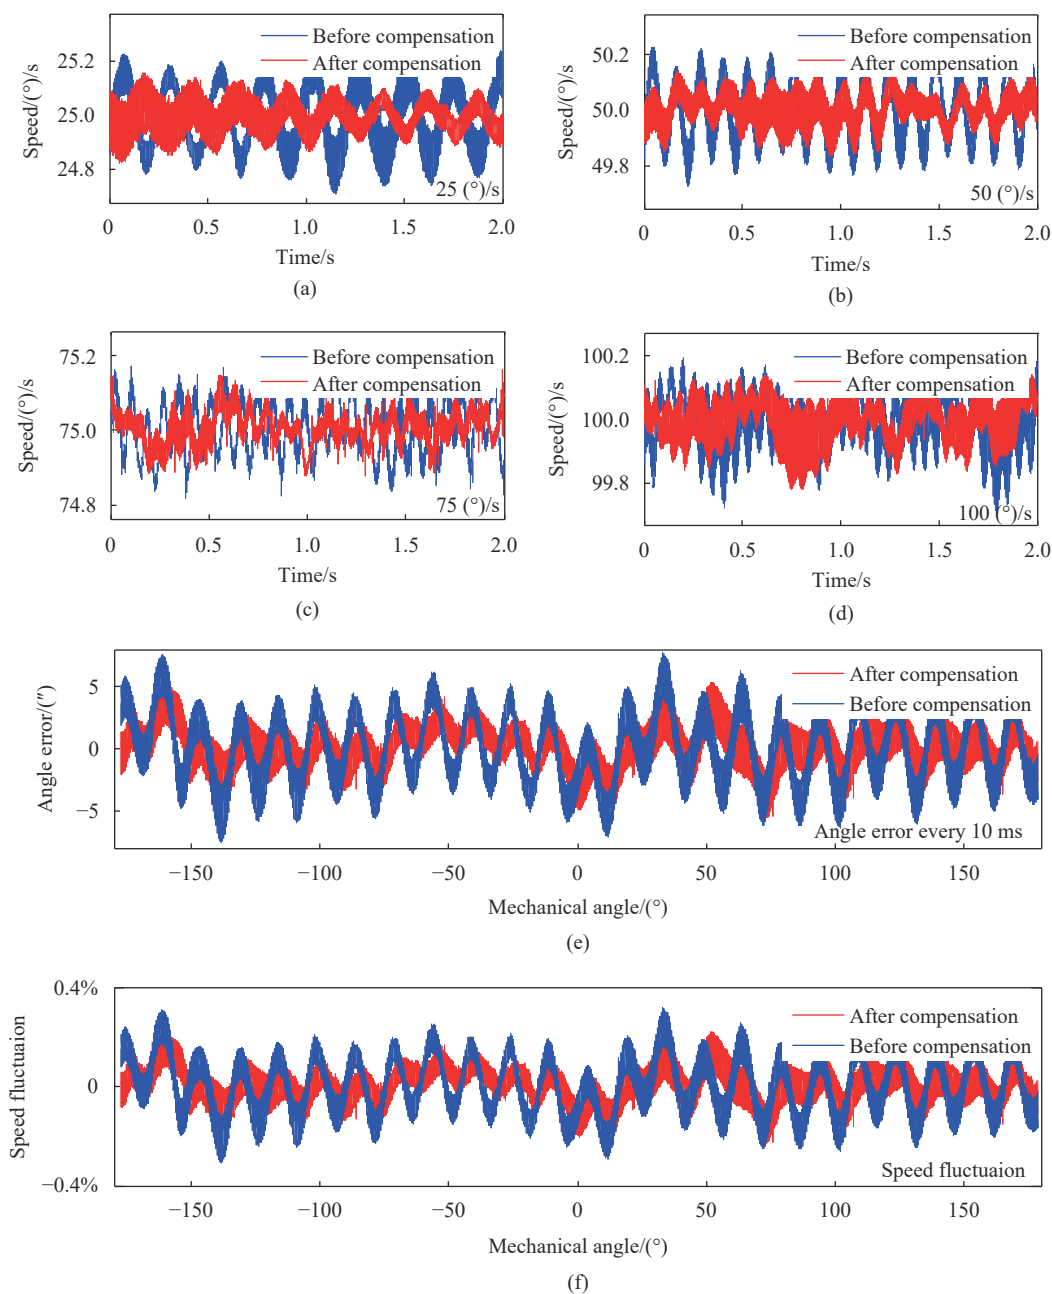 Before compensation
After compensation
25.2
25.0
24.8
Speed/(°)/s
25 (°)/s
0
0.5
1.0
1.5
2.0
Time/s
(a)
Before compensation
After compensation
50.2
50.0
49.8
Speed/(°)/s
50 (°)/s
0
0.5
1.0
1.5
2.0
Time/s
(b)
Before compensation
After compensation
75.2
75.0
74.8
Speed/(°)/s
75 (°)/s
0
0.5
1.0
1.5
2.0
Time/s
(c)
Before compensation
After compensation
100.2
100.0
99.8
Speed/(°)/s
100 (°)/s
0
0.5
1.0
1.5
2.0
Time/s
(d)
After compensation
Before compensation
5
0
−5
Angle error/(″)
Angle error every 10 ms
−150
−100
−50
0
50
100
150
Mechanical angle/(°)
(e)
0.4%
0
−0.4%
Speed fluctuaion
After compensation
Before compensation
Speed fluctuaion
−150
−100
−50
0
50
100
150
Mechanical angle/(°)
(f)